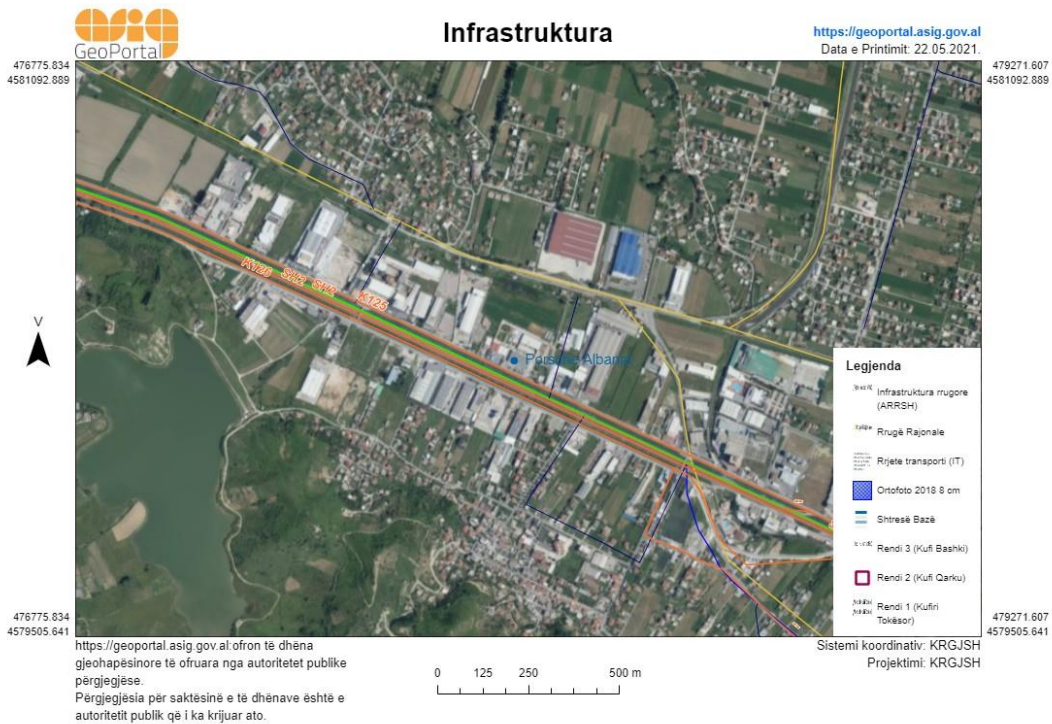 asig
GeoPortal
Infrastruktura
https://geoportal.asig.gov.al
Data e Printimit: 22.05.2021.
476775.834
4581092.889
479271.607
4581092.889
SH2 SH2
K125
Porsche Albania
Legjenda
Infrastruktura rrugore
(ARRSH)
Rrugë Rajonale
Rrjete transporti (IT)
Ortofoto 2018 8 cm
Shtresë Bazë
Rendi 3 (Kufi Bashki)
Rendi 2 (Kufi Qarku)
Rendi 1 (Kufiri
Tokësor)
476775.834
4579505.641
479271.607
4579505.641
https://geoportal.asig.gov.al:ofron të dhëna
gjeohapësinore të ofruara nga autoritetet publike
përgjegjëse.
Përgjegjësia për saktësinë e të dhënave është e
autoritetit publik që i ka krijuar ato.
0 125 250 500 m
Sistemi koordinativ: KRGJSH
Projektimi: KRGJSH